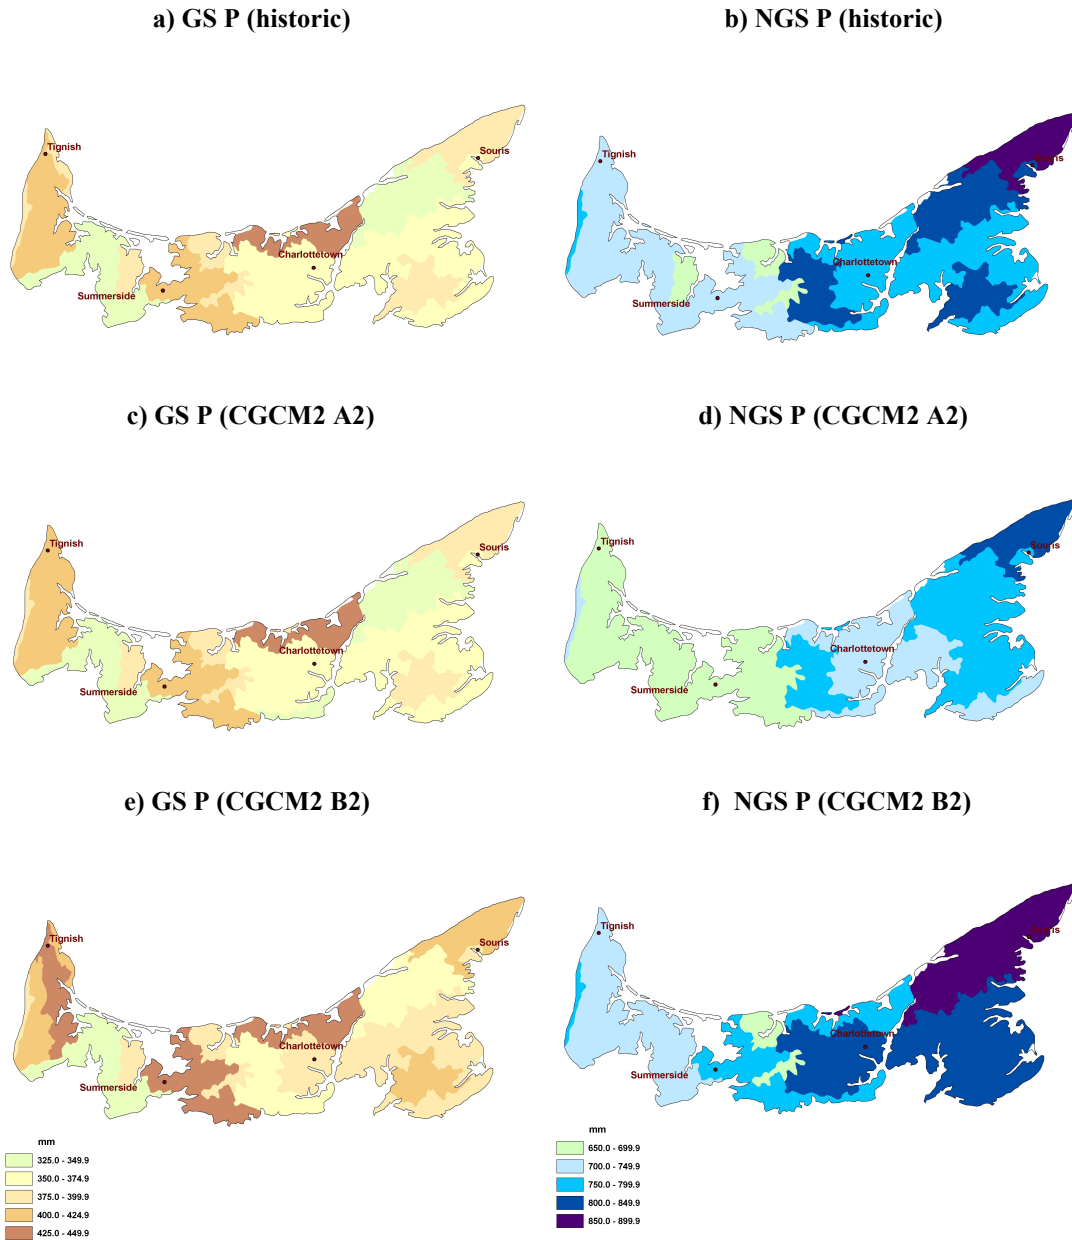 a) GS P (historic)
b) NGS P (historic)
Tignish
Souris
Charlottetown
Summerside
Tignish
Souris
Charlottetown
Summerside
c) GS P (CGCM2 A2)
d) NGS P (CGCM2 A2)
Tignish
Souris
Charlottetown
Summerside
Tignish
Souris
Charlottetown
Summerside
e) GS P (CGCM2 B2)
f) NGS P (CGCM2 B2)
Tignish
Souris
Charlottetown
Summerside
Tignish
Souris
Charlottetown
Summerside
mm
325.0 - 349.9
350.0 - 374.9
375.0 - 399.9
400.0 - 424.9
425.0 - 449.9
mm
650.0 - 699.9
700.0 - 749.9
750.0 - 799.9
800.0 - 849.9
850.0 - 899.9